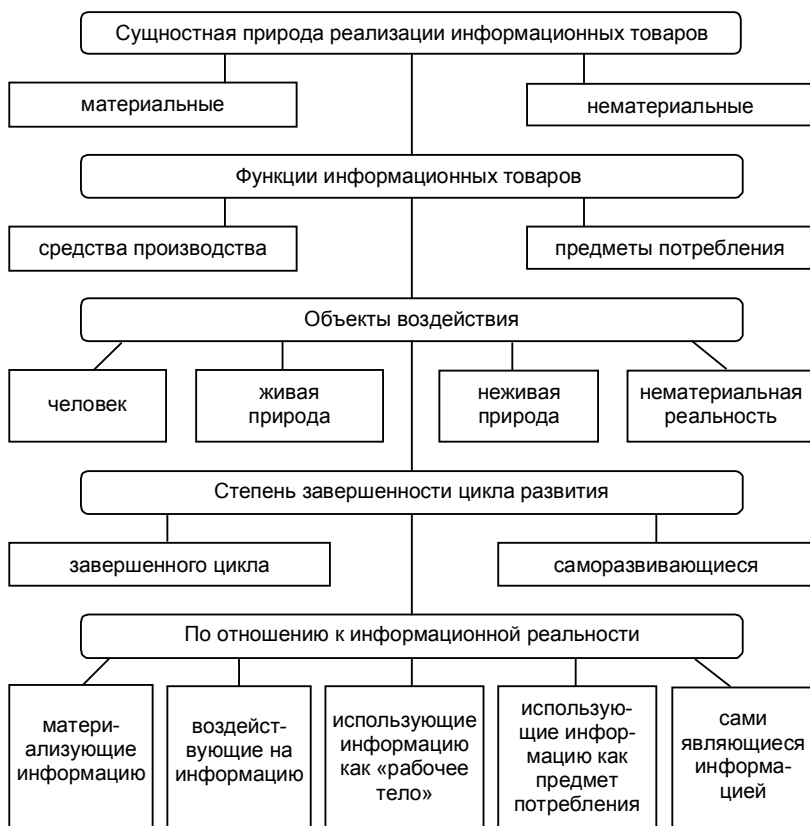 Сущностная природа реализации информационных товаров
материальные
нематериальные
Функции информационных товаров
средства производства
предметы потребления
Объекты воздействия
человек
живая
природа
неживая
природа
нематериальная
реальность
Степень завершенности цикла развития
завершенного цикла
саморазвивающиеся
По отношению к информационной реальности
матери-
ализующие
информацию
воздейст-
вующие на
информацию
использующие
информацию
как «рабочее
тело»
использую-
щие инфор-
мацию как
предмет
потребления
сами
являющиеся
информа-
цией